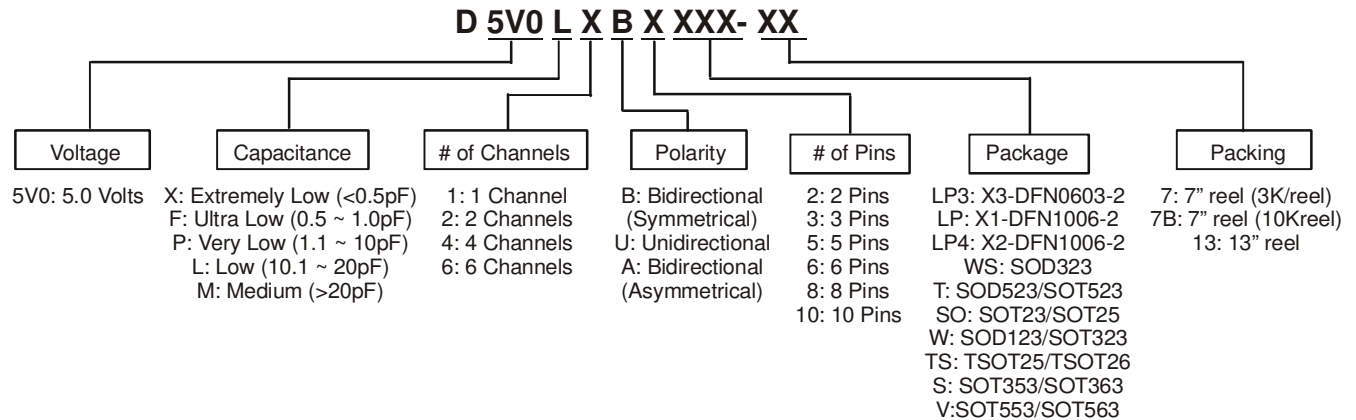 D 5V0 L X B X XXX- XX
Voltage
Capacitance
# of Channels
Polarity
# of Pins
Package
Packing
5V0: 5.0 Volts
X: Extremely Low (<0.5pF)
F: Ultra Low (0.5 ~ 1.0pF)
P: Very Low (1.1 ~ 10pF)
L: Low (10.1 ~ 20pF)
M: Medium (>20pF)
1: 1 Channel
2: 2 Channels
4: 4 Channels
6: 6 Channels
B: Bidirectional
(Symmetrical)
U: Unidirectional
A: Bidirectional
(Asymmetrical)
2: 2 Pins
3: 3 Pins
5: 5 Pins
6: 6 Pins
8: 8 Pins
10: 10 Pins
LP3: X3-DFN0603-2
LP: X1-DFN1006-2
LP4: X2-DFN1006-2
WS: SOD323
T: SOD523/SOT523
SO: SOT23/SOT25
W: SOD123/SOT323
TS: TSOT25/TSOT26
S: SOT353/SOT363
V:SOT553/SOT563
7: 7” reel (3K/reel)
7B: 7” reel (10Kreel)
13: 13” reel